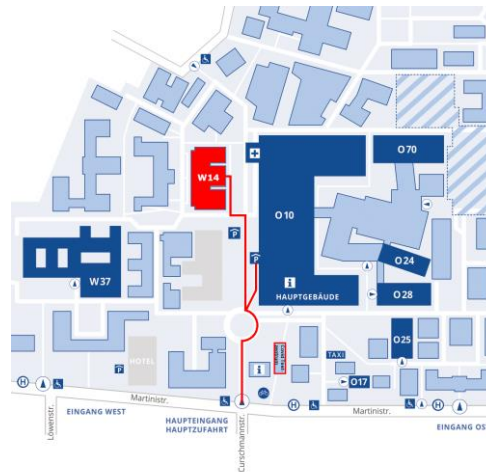 O70
W14
O10
P
P
O24
W37
i
HAUPTGEBÄUDE
O28
O25
TAXI
HOTEL
P
i
O17
H
Martinistr.
H
Martinistr.
H
EINGANG WEST
HAUPTEINGANG
HAUPTZUFAHRT
EINGANG OS
Löwenstr.
Curschmannstr.